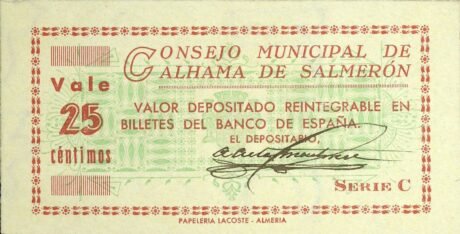 CONSEJO MUNICIPAL DE
ALHAMA DE SALMERÓN
Vale
25
céntimos
VALOR DEPOSITADO REINTEGRABLE EN
BILLETES DEL BANCO DE ESPAÑA.
EL DEPOSITARIO,
SERIE C
PAPELERIA LACOSTE - ALMERIA